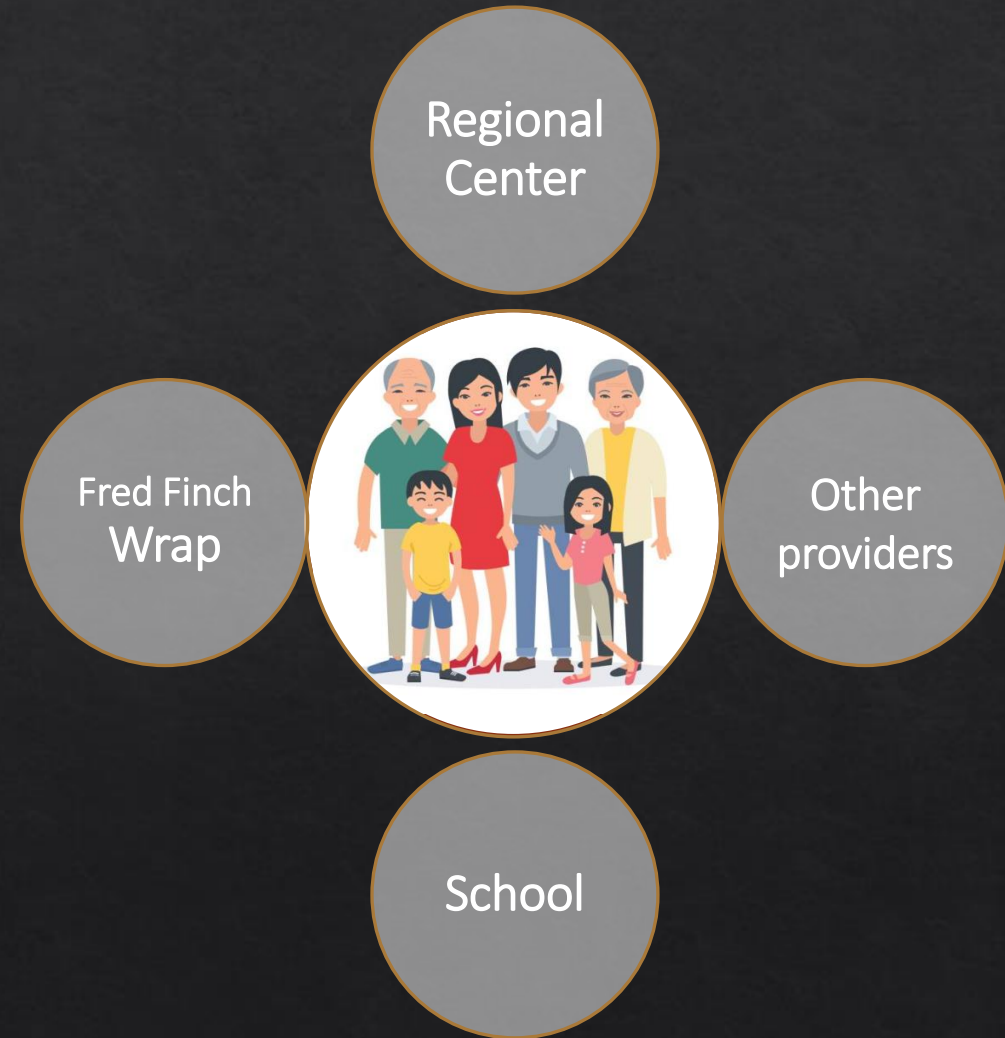 Regional
Center
Fred Finch
Wrap
Other
providers
School